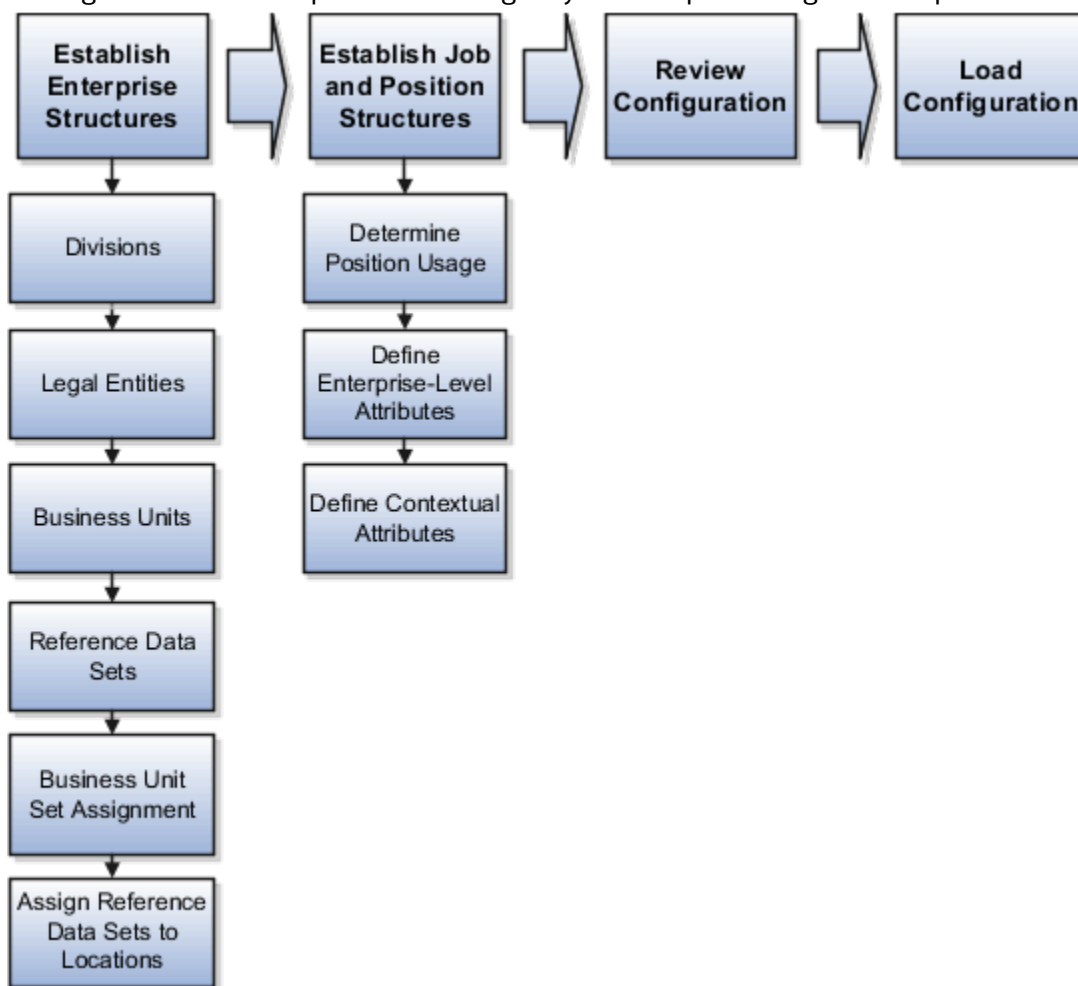 Establish
Enterprise
Structures
Establish Job
and Position
Structures
Review
Configuration
Load
Configuration
Divisions
Legal Entities
Business Units
Reference Data
Sets
Business Unit
Set Assignment
Assign Reference
Data Sets to
Locations
Determine
Position Usage
Define
Enterprise-Level
Attributes
Define Contextual
Attributes